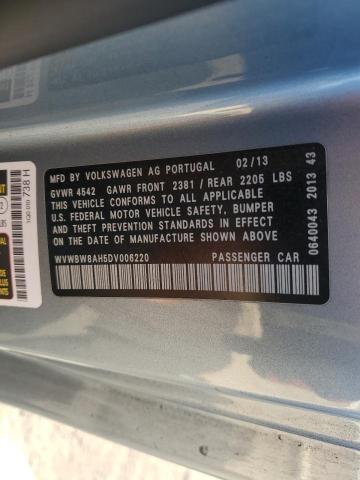 MFD BY VOLKSWAGEN AG PORTUGAL 02/13
GVWR 4542 GAWR FRONT 2381 / REAR 2205 LBS
THIS VEHICLE CONFORMS TO ALL APPLICABLE
U.S. FEDERAL MOTOR VEHICLE SAFETY, BUMPER
AND THEFT PREVENTION STANDARDS IN EFFECT
ON THE DATE OF MANUFACTURE SHOWN ABOVE.
WVWBW8AH5DV006220 PASSENGER CAR
0640043 2013 43
738 H